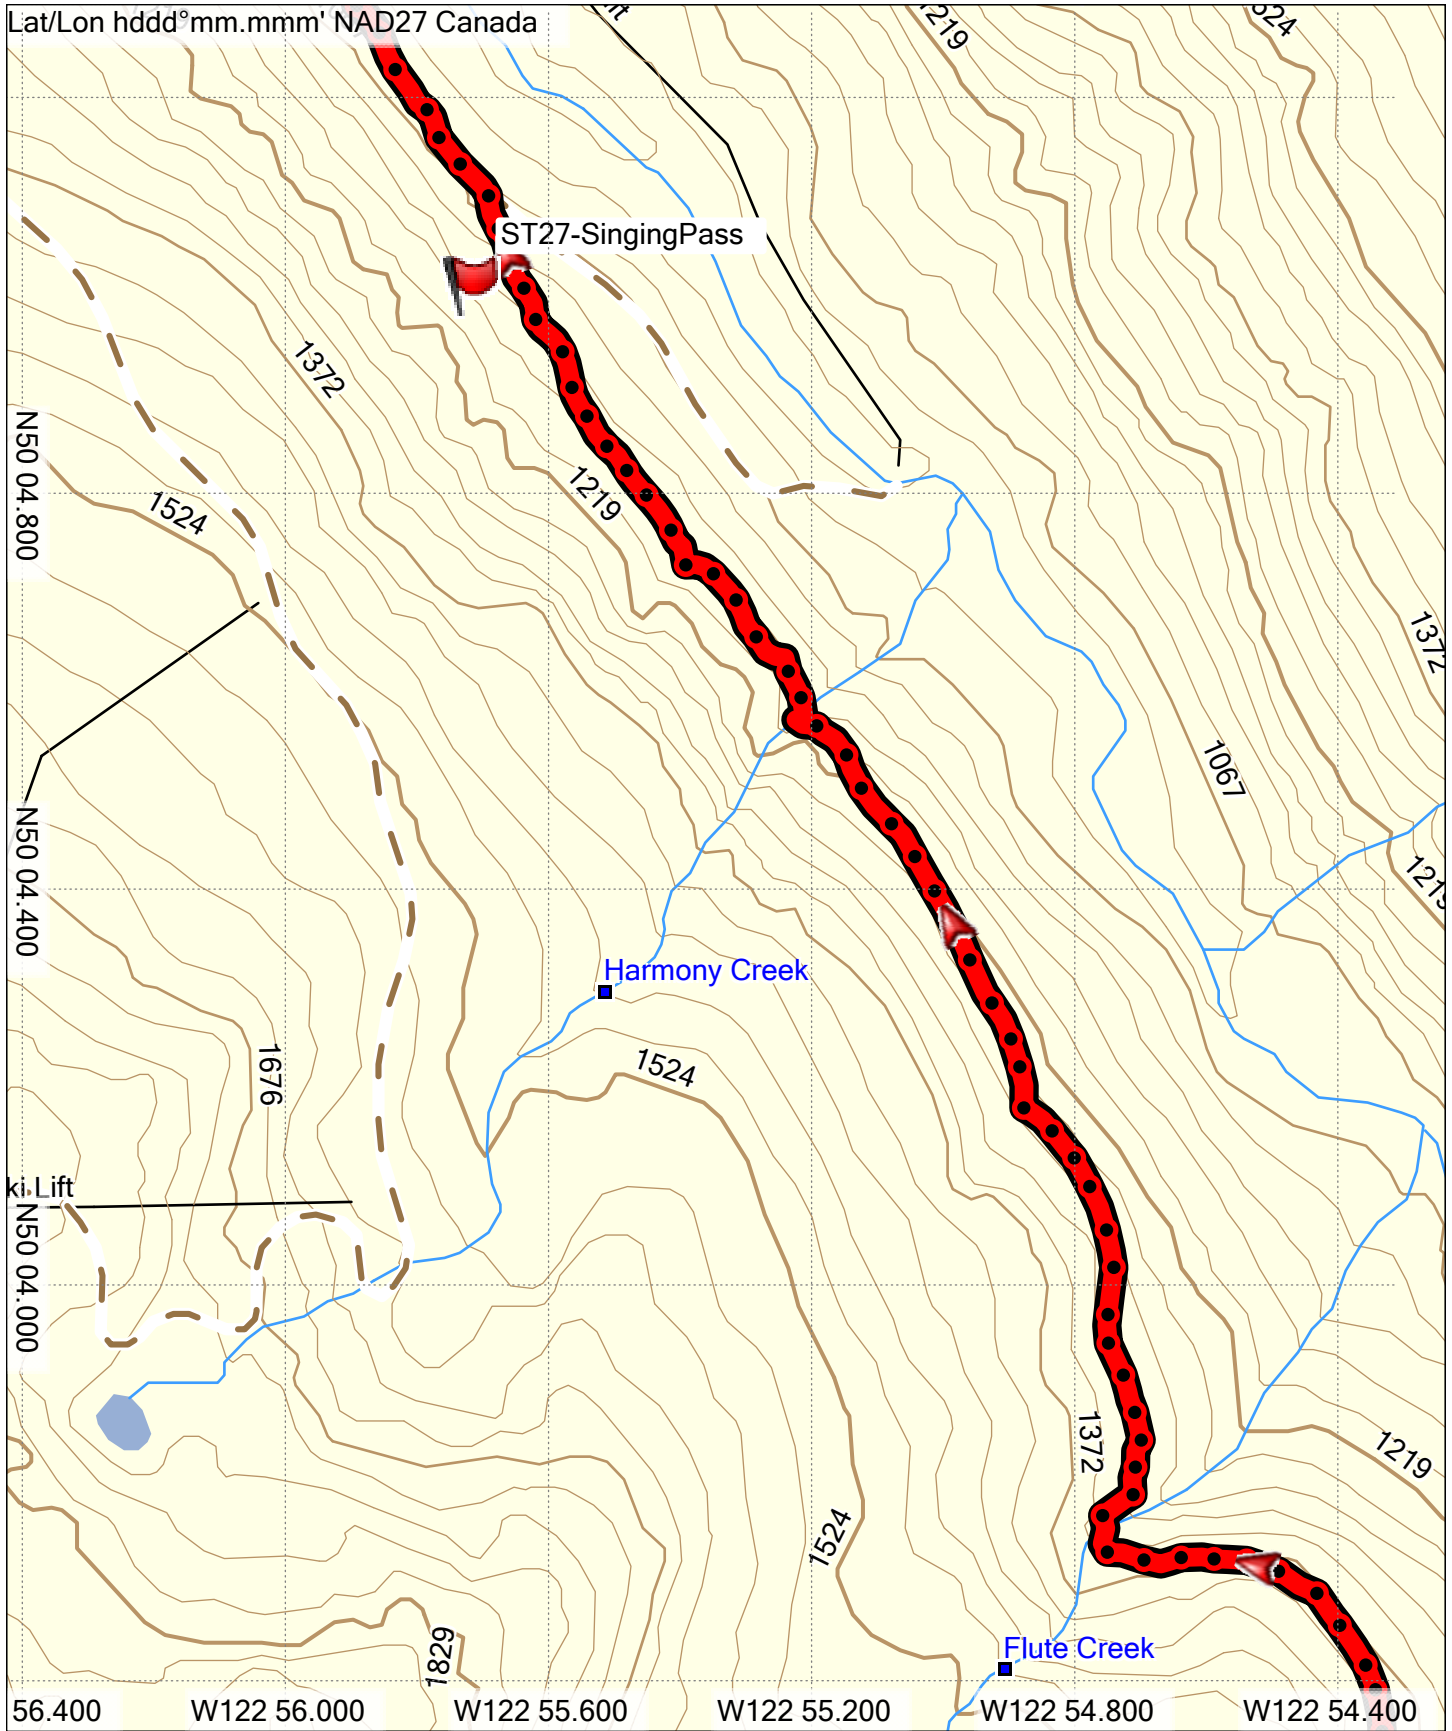 Lat/Lon hddd°mm.mmm' NAD27 Canada
1219
ST27-SingingPass
1372
N50 04.800
1219
1524
1372
1067
N50 04.400
1219
Harmony Creek
1524
1676
ki Lift
N50 04.000
1372
1219
1524
1829
Flute Creek
56.400
W122 56.000
W122 55.600
W122 55.200
W122 54.800
W122 54.400